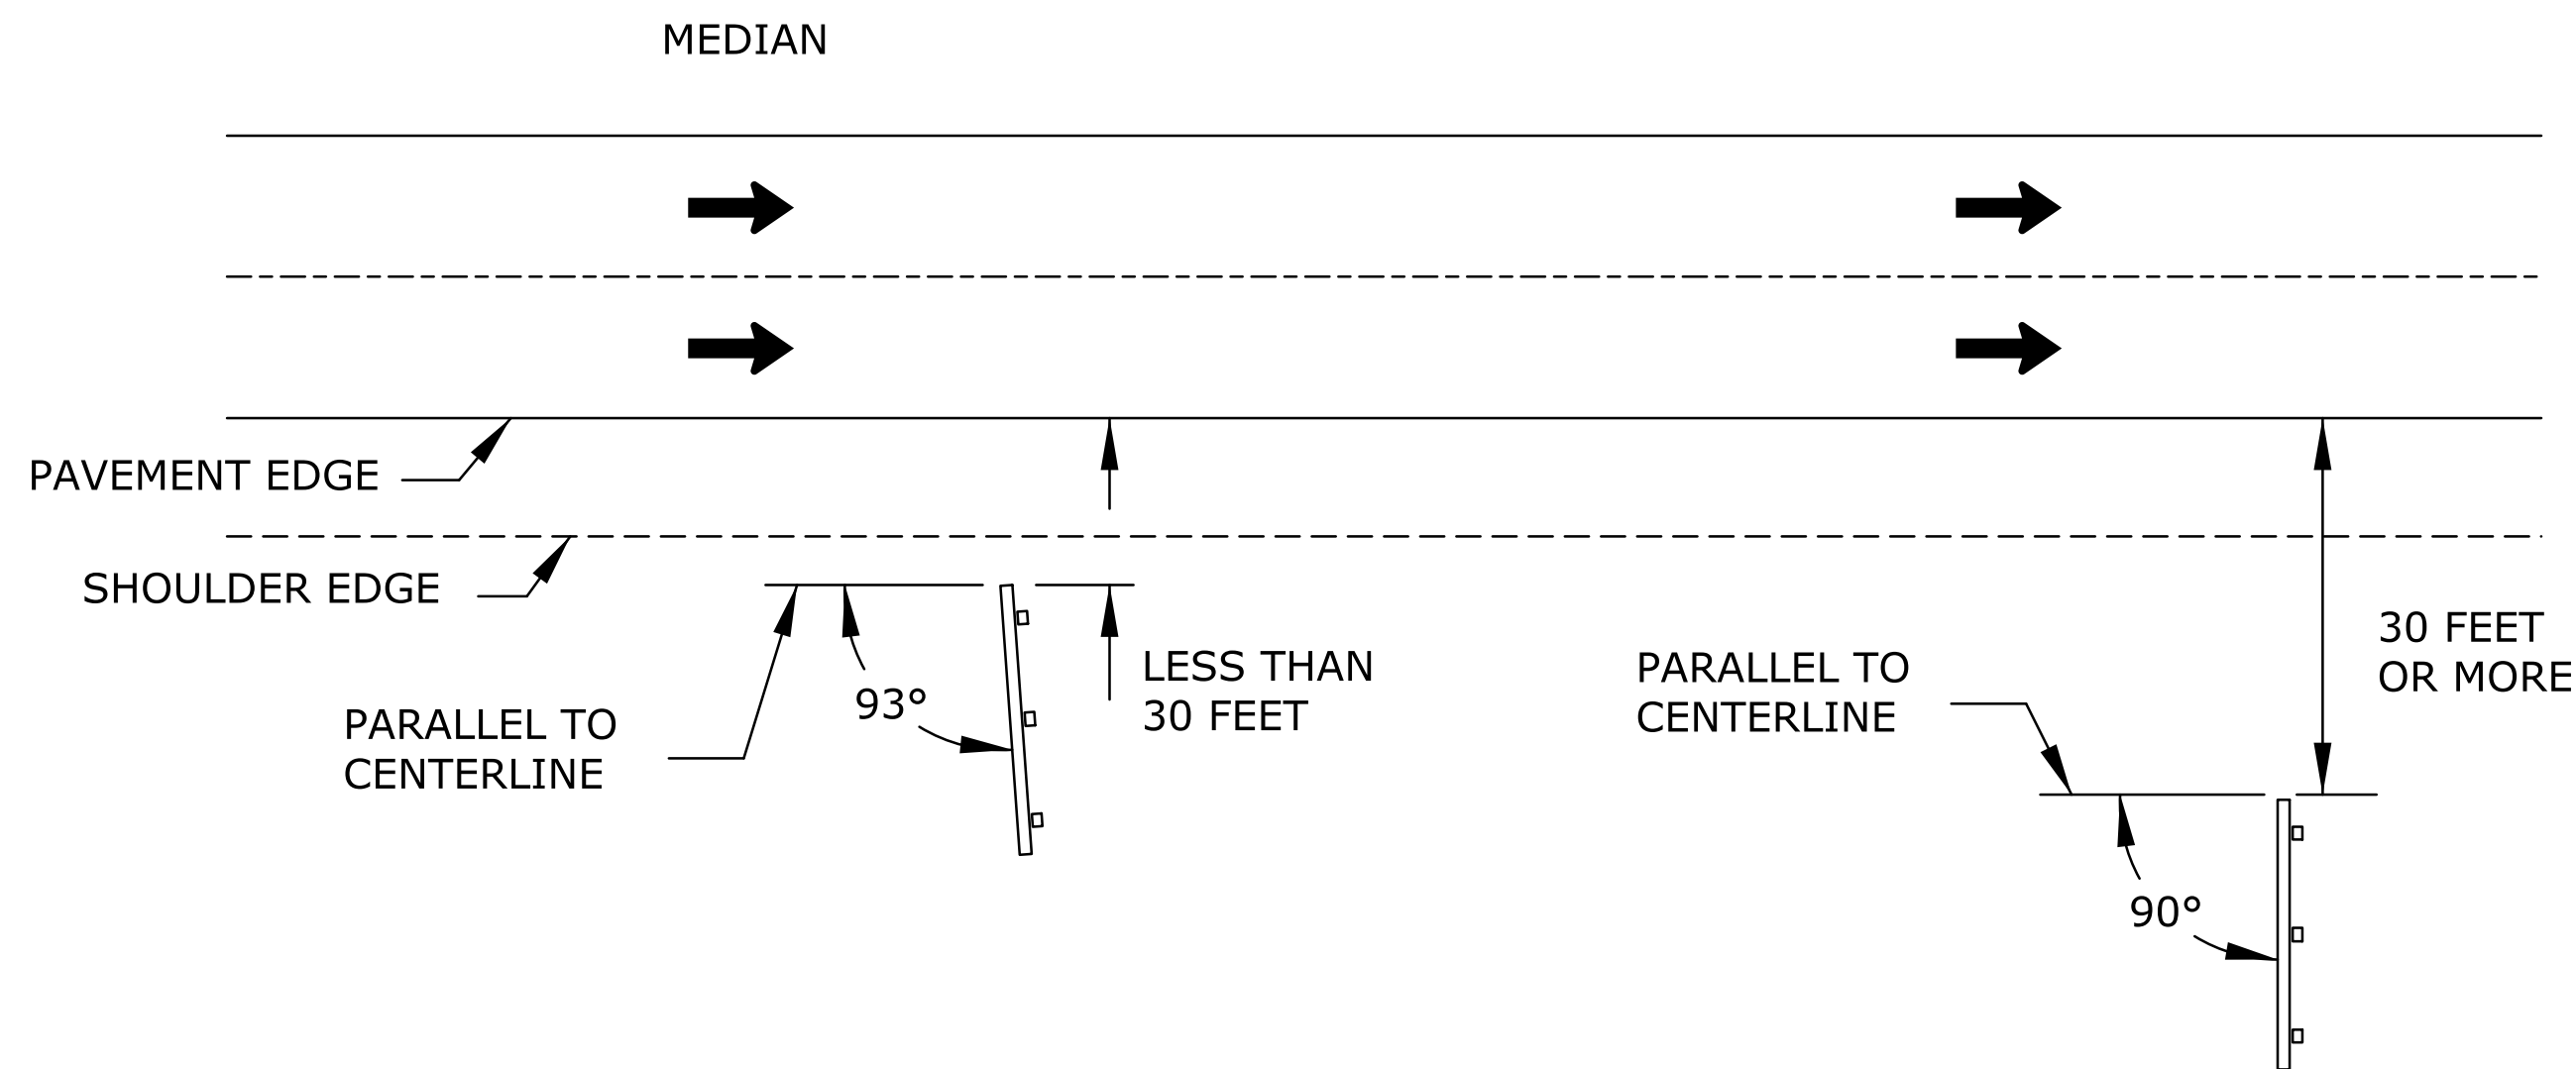 MEDIAN
PAVEMENT EDGE
SHOULDER EDGE
PARALLEL TO
CENTERLINE
93°
LESS THAN
30 FEET
PARALLEL TO
CENTERLINE
30 FEET
OR MORE
90°